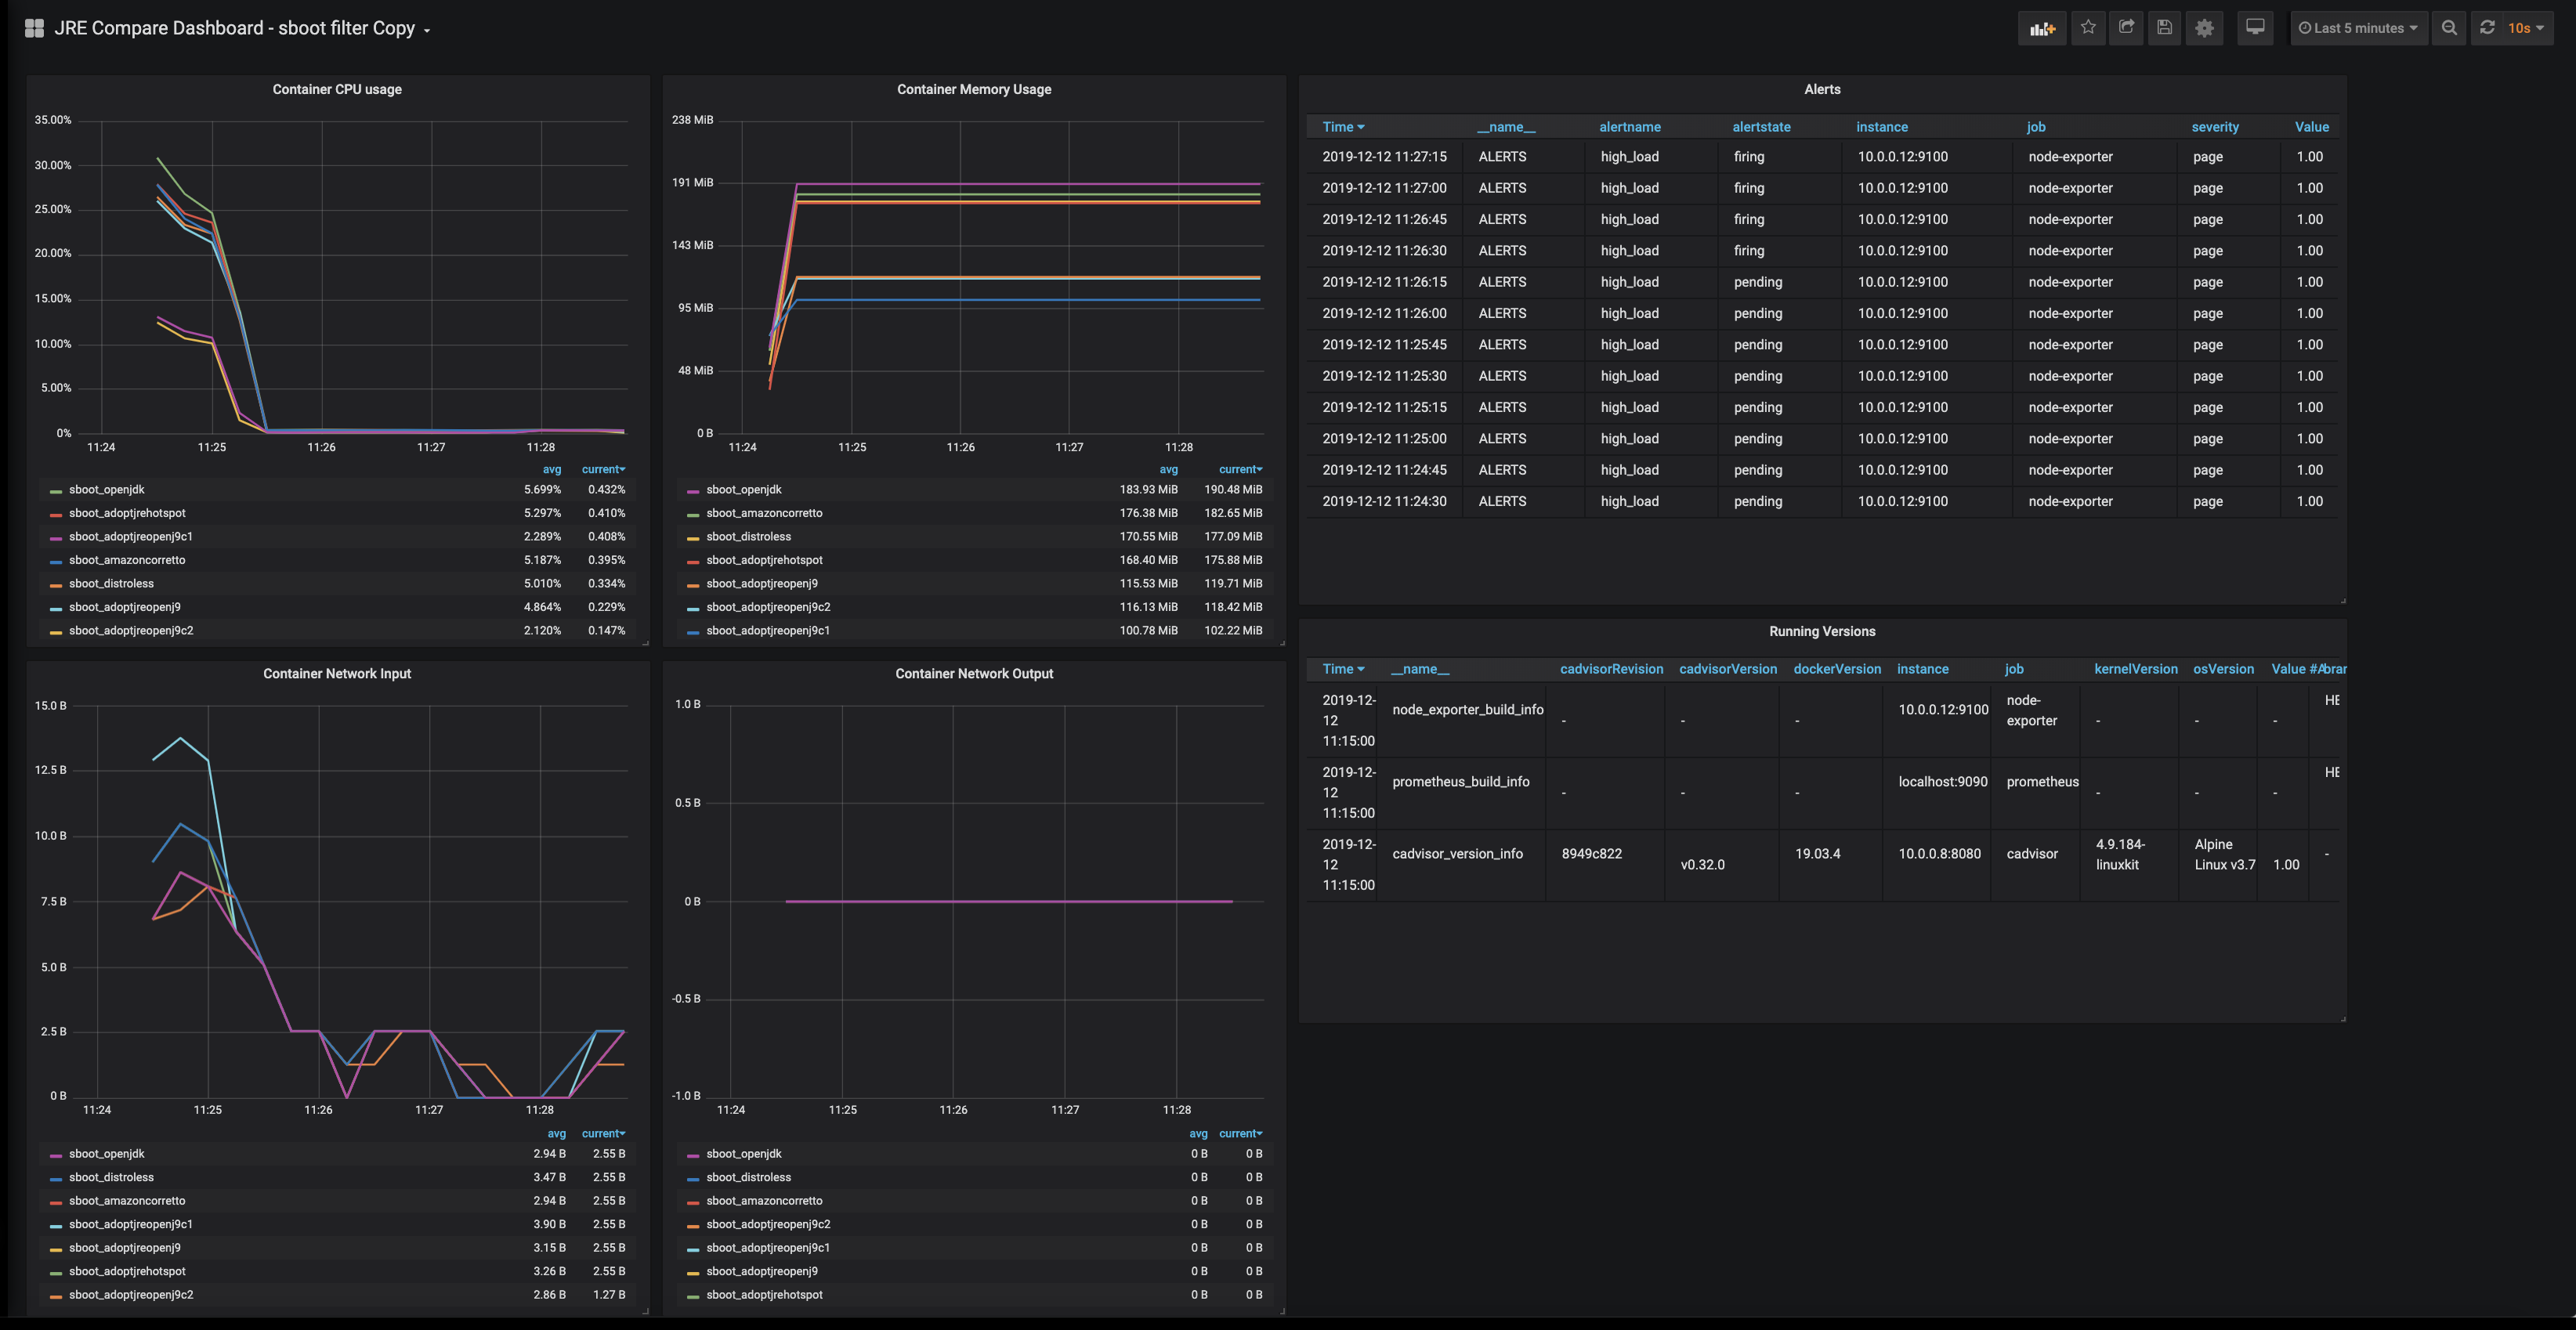 JRE Compare Dashboard - sboot filter Copy
Last 5 minutes 10s
Container CPU usage
35.00%
30.00%
25.00%
20.00%
15.00%
10.00%
5.00%
0%
11:24 11:25 11:26 11:27 11:28
avg current
sboot_openjdk 5.699% 0.432%
sboot_adoptjrehotspot 5.297% 0.410%
sboot_adoptjreopenj9c1 2.289% 0.408%
sboot_amazoncorretto 5.187% 0.395%
sboot_distroless 5.010% 0.334%
sboot_adoptjreopenj9 4.864% 0.229%
sboot_adoptjreopenj9c2 2.120% 0.147%
Container Memory Usage
238 MiB
191 MiB
143 MiB
95 MiB
48 MiB
0 B
11:24 11:25 11:26 11:27 11:28
avg current
sboot_openjdk 183.93 MiB 190.48 MiB
sboot_amazoncorretto 176.38 MiB 182.65 MiB
sboot_distroless 170.55 MiB 177.09 MiB
sboot_adoptjrehotspot 168.40 MiB 175.88 MiB
sboot_adoptjreopenj9 115.53 MiB 119.71 MiB
sboot_adoptjreopenj9c2 116.13 MiB 118.42 MiB
sboot_adoptjreopenj9c1 100.78 MiB 102.22 MiB
Alerts
Time __name__ alertname alertstate instance job severity Value
2019-12-12 11:27:15 ALERTS high_load firing 10.0.0.12:9100 node-exporter page 1.00
2019-12-12 11:27:00 ALERTS high_load firing 10.0.0.12:9100 node-exporter page 1.00
2019-12-12 11:26:45 ALERTS high_load firing 10.0.0.12:9100 node-exporter page 1.00
2019-12-12 11:26:30 ALERTS high_load firing 10.0.0.12:9100 node-exporter page 1.00
2019-12-12 11:26:15 ALERTS high_load pending 10.0.0.12:9100 node-exporter page 1.00
2019-12-12 11:26:00 ALERTS high_load pending 10.0.0.12:9100 node-exporter page 1.00
2019-12-12 11:25:45 ALERTS high_load pending 10.0.0.12:9100 node-exporter page 1.00
2019-12-12 11:25:30 ALERTS high_load pending 10.0.0.12:9100 node-exporter page 1.00
2019-12-12 11:25:15 ALERTS high_load pending 10.0.0.12:9100 node-exporter page 1.00
2019-12-12 11:25:00 ALERTS high_load pending 10.0.0.12:9100 node-exporter page 1.00
2019-12-12 11:24:45 ALERTS high_load pending 10.0.0.12:9100 node-exporter page 1.00
2019-12-12 11:24:30 ALERTS high_load pending 10.0.0.12:9100 node-exporter page 1.00
Container Network Input
15.0 B
12.5 B
10.0 B
7.5 B
5.0 B
2.5 B
0 B
11:24 11:25 11:26 11:27 11:28
avg current
sboot_openjdk 2.94 B 2.55 B
sboot_distroless 3.47 B 2.55 B
sboot_amazoncorretto 2.94 B 2.55 B
sboot_adoptjreopenj9c1 3.90 B 2.55 B
sboot_adoptjreopenj9 3.15 B 2.55 B
sboot_adoptjrehotspot 3.26 B 2.55 B
sboot_adoptjreopenj9c2 2.86 B 1.27 B
Container Network Output
1.0 B
0.5 B
0 B
-0.5 B
-1.0 B
11:24 11:25 11:26 11:27 11:28
avg current
sboot_openjdk 0 B 0 B
sboot_distroless 0 B 0 B
sboot_amazoncorretto 0 B 0 B
sboot_adoptjreopenj9c2 0 B 0 B
sboot_adoptjreopenj9c1 0 B 0 B
sboot_adoptjreopenj9 0 B 0 B
sboot_adoptjrehotspot 0 B 0 B
Running Versions
Time __name__ cadvisorRevision cadvisorVersion dockerVersion instance job kernelVersion osVersion Value
2019-12-
12
11:15:00
node_exporter_build_info - - - 10.0.0.12:9100
node-
exporter
- - - HE
2019-12-
12
11:15:00
prometheus_build_info - - - localhost:9090 prometheus - - - HE
2019-12-
12
11:15:00
cadvisor_version_info 8949c822 v0.32.0 19.03.4 10.0.0.8:8080 cadvisor
4.9.184-
linuxkit
Alpine
Linux v3.7
1.00 -